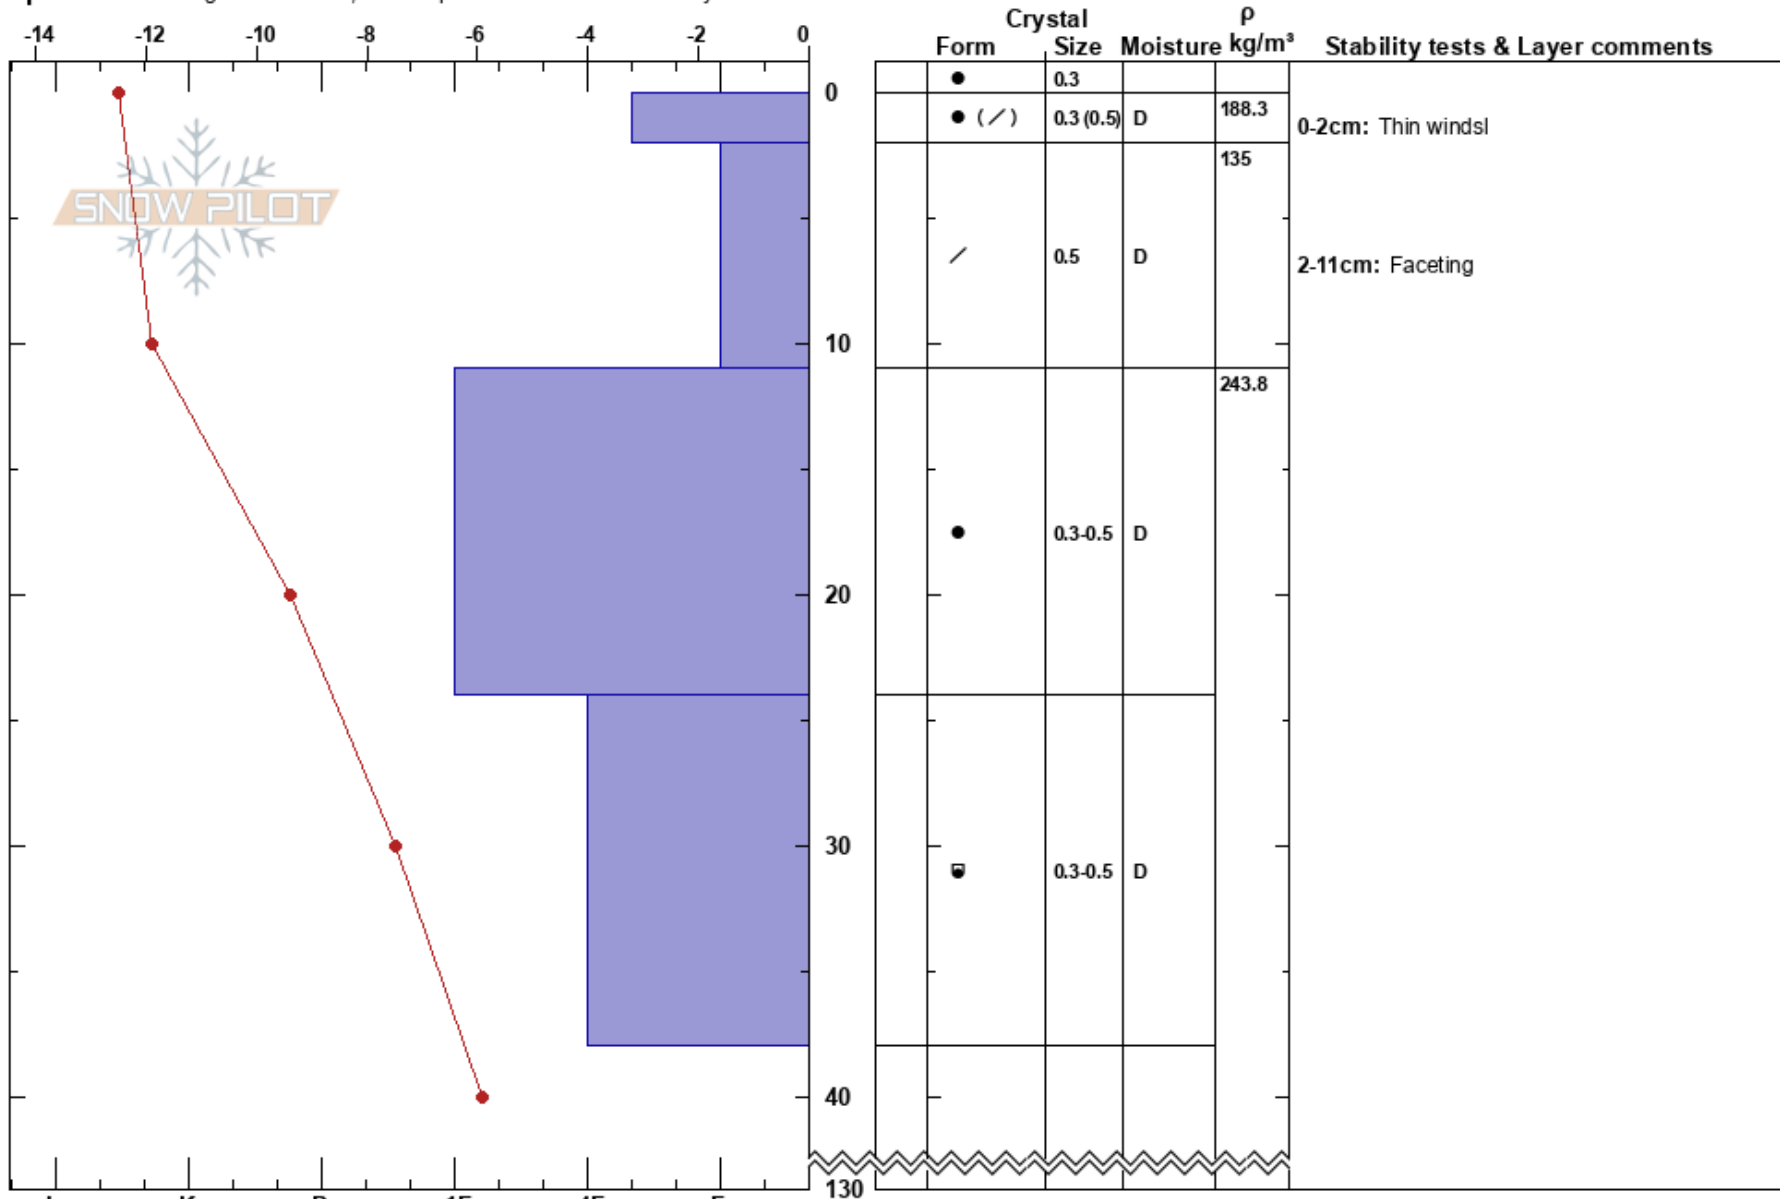 -14 -12 -10 -8 -6 -4 -2 0
Crystal ρ
Form Size Moisture kg/m³ Stability tests & Layer comments
0.3
0
( ) 0.3 (0.5) D 188.3
0-2cm: Thin windsl
135
SNOW PILOT
0.5 D
2-11cm: Faceting
10
243.8
0.3-0.5 D
20
30
0.3-0.5 D
40
130